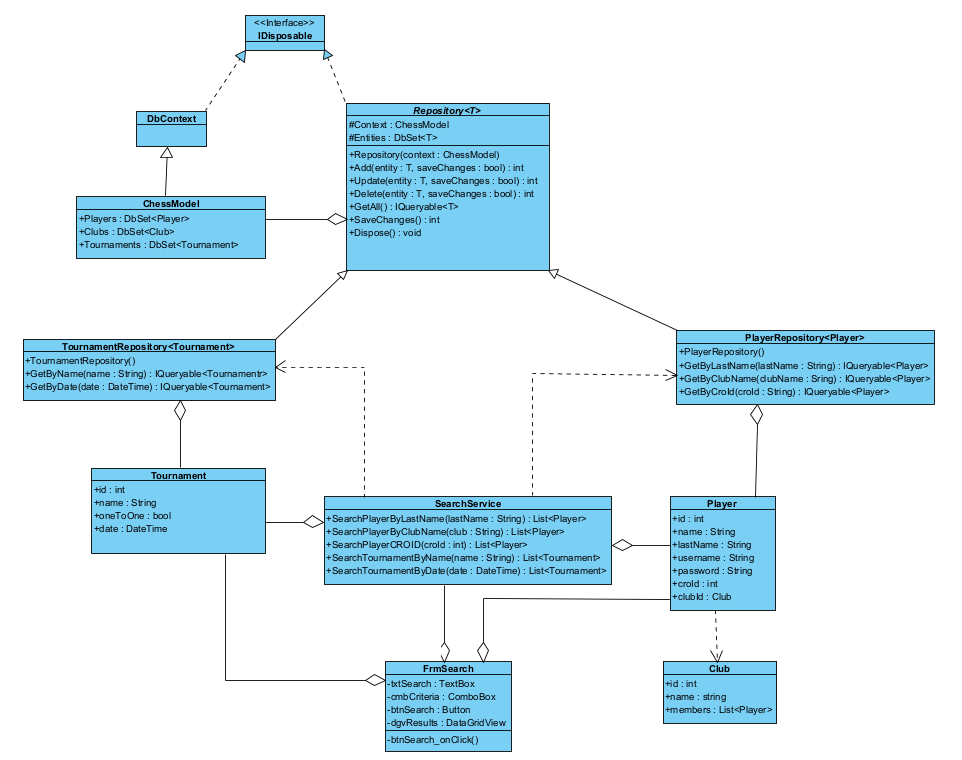 <<Interface>>
IDisposable
DbContext
Repository<T>
#Context : ChessModel
#Entities : DbSet<T>
+Repository(context : ChessModel)
+Add(entity : T, saveChanges : bool) : int
+Update(entity : T, saveChanges : bool) : int
+Delete(entity : T, saveChanges : bool) : int
+GetAll() : IQueryable<T>
+SaveChanges() : int
+Dispose() : void
ChessModel
+Players : DbSet<Player>
+Clubs : DbSet<Club>
+Tournaments : DbSet<Tournament>
TournamentRepository<Tournament>
+TournamentRepository()
+GetByName(name : String) : IQueryable<Tournamentr>
+GetByDate(date : DateTime) : IQueryable<Tournament>
PlayerRepository<Player>
+PlayerRepository()
+GetByLastName(lastName : String) : IQueryable<Player>
+GetByClubName(clubName : Sring) : IQueryable<Player>
+GetByCroId(croId : String) : IQueryable<Player>
Tournament
+id : int
+name : String
+oneToOne : bool
+date : DateTime
SearchService
+SearchPlayerByLastName(lastName : String) : List<Player>
+SearchPlayerByClubName(club : String) : List<Player>
+SearchPlayerCROID(croId : int) : List<Player>
+SearchTournamentByName(name : String) : List<Tournament>
+SearchTournamentByDate(date : DateTime) : List<Tournament>
Player
+id : int
+name : String
+lastName : String
+username : String
+password : String
+croId : int
+clubId : Club
FrmSearch
-txtSearch : TextBox
-cmbCriteria : ComboBox
-btnSearch : Button
-dgvResults : DataGridView
-btnSearch_onClick()
Club
+id : int
+name : string
+members : List<Player>